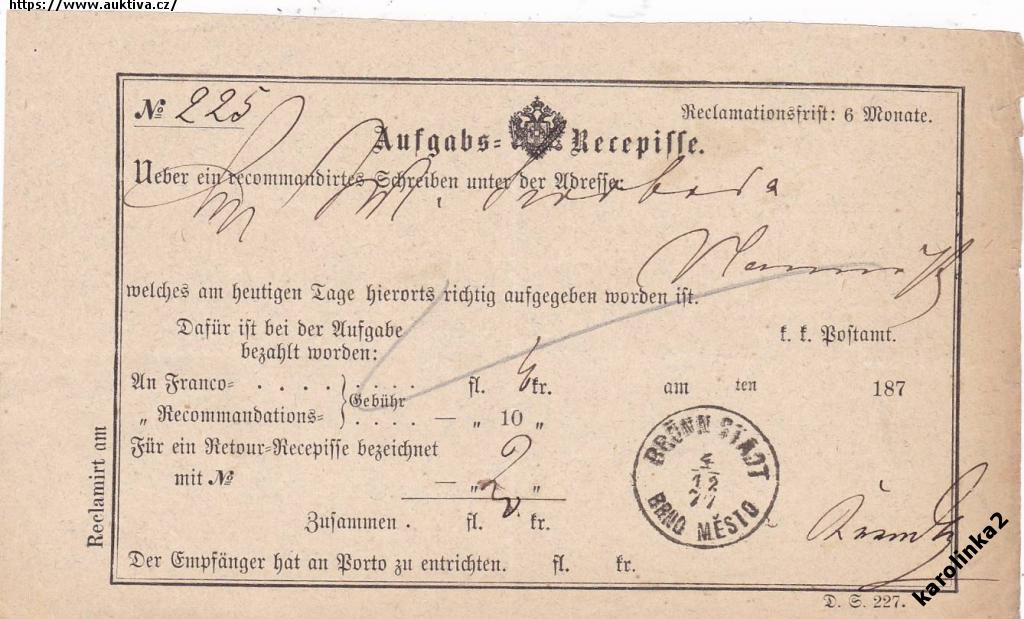 https://www.auktiva.cz/
№ 225
Reclamationsfrist: 6 Monate.
Aufgabs= Recepisse.
Ueber ein recommandirtes Schreiben unter der Adresse:
welches am heutigen Tage hierorts richtig aufgegeben worden ist.
Dafür ist bei der Aufgabe
bezahlt worden:
k. k. Postamt.
An Franco= . . . . . . . . fl. kr.
Gebühr
am ten 187
„ Recommandations= . . . . — „ 10 „
Für ein Retour=Recepisse bezeichnet
mit № — „ 2 „
Zusammen . fl. kr.
Der Empfänger hat an Porto zu entrichten. fl. kr.
Reclamirt am
BRÜNN STADT
4
12
77
BRNO MĚSTO
D. S. 227.
karolinka2